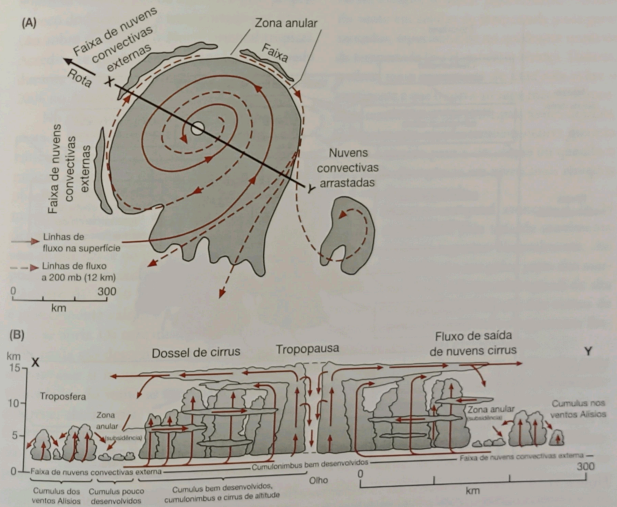 (A)
Faixa de nuvens
convectivas
externas
Rota
X
Zona anular
Faixa
Faixa de nuvens
convectivas
externas
Nuvens
convectivas
arrastadas
Y
Linhas de
fluxo na superfície
Linhas de fluxo
a 200 mb (12 km)
0 300
km
(B)
km X
15
10
5
0
Dossel de cirrus
Tropopausa
Fluxo de saída
de nuvens cirrus
Y
Troposfera
Zona
anular
(subsidência)
Zona anular
(subsidência)
Cumulus nos
ventos Alísios
Faixa de nuvens convectivas externa
Cumulonimbus bem desenvolvidos
Faixa de nuvens convectivas externa
Cumulus dos
ventos Alísios
Cumulus pouco
desenvolvidos
Cumulus bem desenvolvidos,
cumulonimbus e cirrus de altitude
Olho
0 300
km